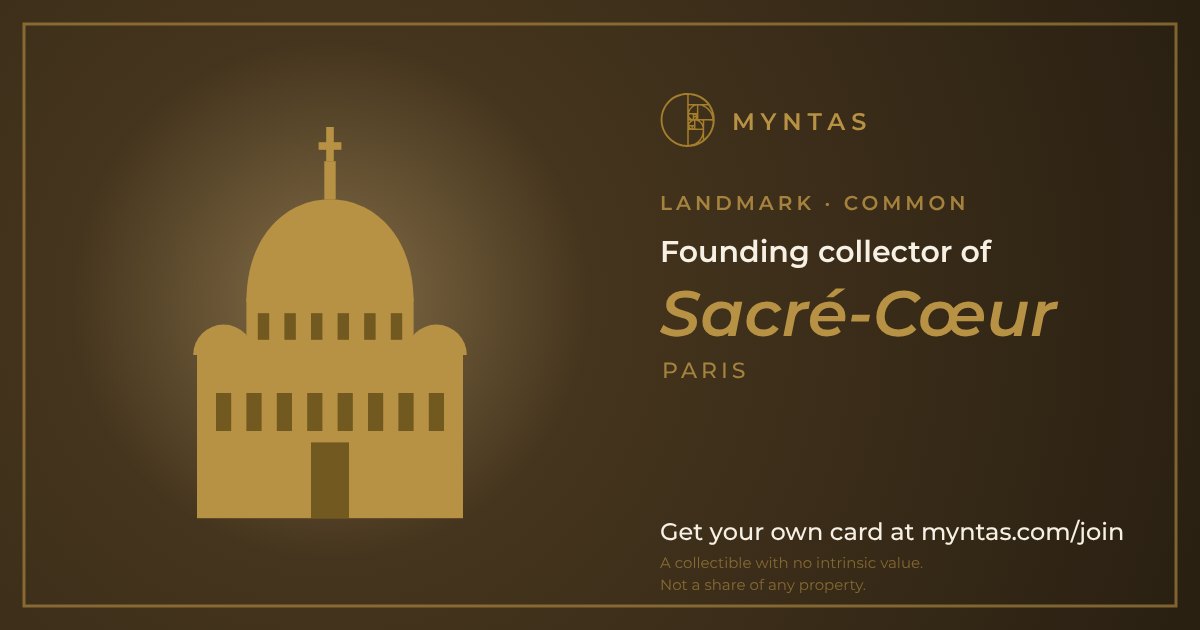 MYNTAS
LANDMARK · COMMON
Founding collector of
Sacré-Cœur
PARIS
Get your own card at myntas.com/join
A collectible with no intrinsic value.
Not a share of any property.